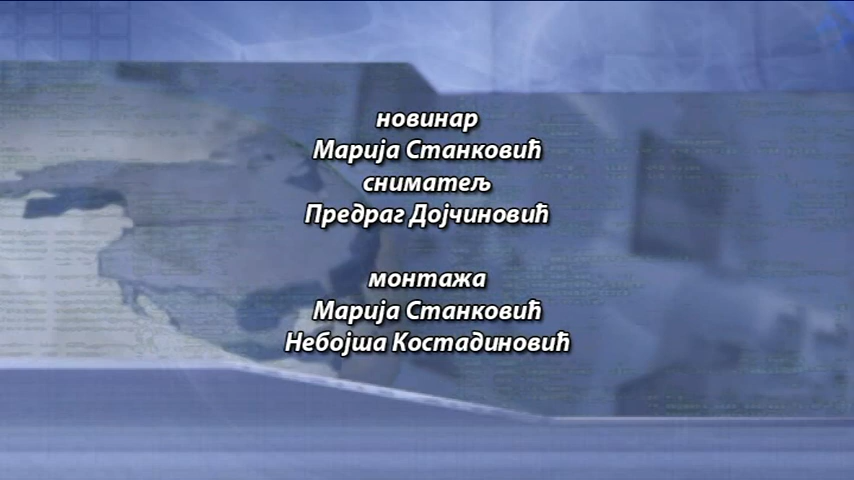 новинар
Марија Станковић
сниматељ
Предраг Дојчиновић
монтажа
Марија Станковић
Небојша Костадиновић